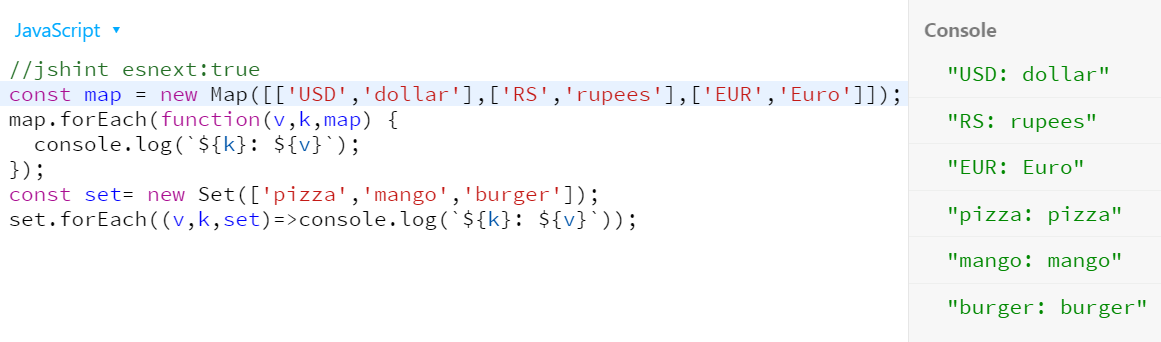 JavaScript
//jshint esnext:true
const map = new Map([['USD','dollar'],['RS','rupees'],['EUR','Euro']]);
map.forEach(function(v,k,map) {
  console.log(`${k}: ${v}`);
});
const set= new Set(['pizza','mango','burger']);
set.forEach((v,k,set)=>console.log(`${k}: ${v}`));
Console
"USD: dollar"
"RS: rupees"
"EUR: Euro"
"pizza: pizza"
"mango: mango"
"burger: burger"